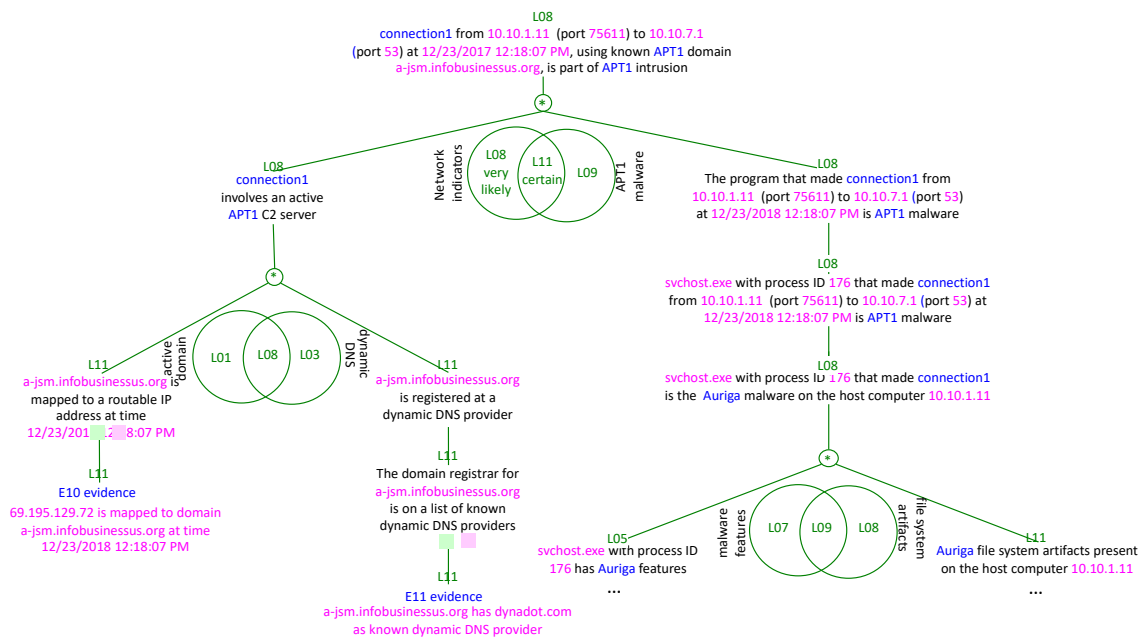 L08
connection1 from 10.10.1.11 (port 75611) to 10.10.7.1
(port 53) at 12/23/2017 12:18:07 PM, using known APT1 domain
a-jsm.infobusinessus.org, is part of APT1 intrusion
*
L08
connection1
involves an active
APT1 C2 server
Network
indicators
L08
very
likely
L11
certain
L09
APT1
malware
L08
The program that made connection1 from
10.10.1.11 (port 75611) to 10.10.7.1 (port 53)
at 12/23/2018 12:18:07 PM is APT1 malware
L08
svchost.exe with process ID 176 that made connection1
from 10.10.1.11 (port 75611) to 10.10.7.1 (port 53) at
12/23/2018 12:18:07 PM is APT1 malware
*
active
domain
L01
L08
L03
dynamic
DNS
L11
a-jsm.infobusinessus.org is
mapped to a routable IP
address at time
8:07 PM
L11
E10 evidence
69.195.129.72 is mapped to domain
a-jsm.infobusinessus.org at time
12/23/2018 12:18:07 PM
L11
a-jsm.infobusinessus.org
is registered at a
dynamic DNS provider
L11
The domain registrar for
a-jsm.infobusinessus.org
is on a list of known
dynamic DNS providers
L11
E11 evidence
a-jsm.infobusinessus.org has dynadot.com
as known dynamic DNS provider
L08
svchost.exe with process ID 176 that made connection1
is the Auriga malware on the host computer 10.10.1.11
*
malware
features
L07
L09
L08
file system
artifacts
L05
svchost.exe with process ID
176 has Auriga features
...
L11
Auriga file system artifacts present
on the host computer 10.10.1.11
...